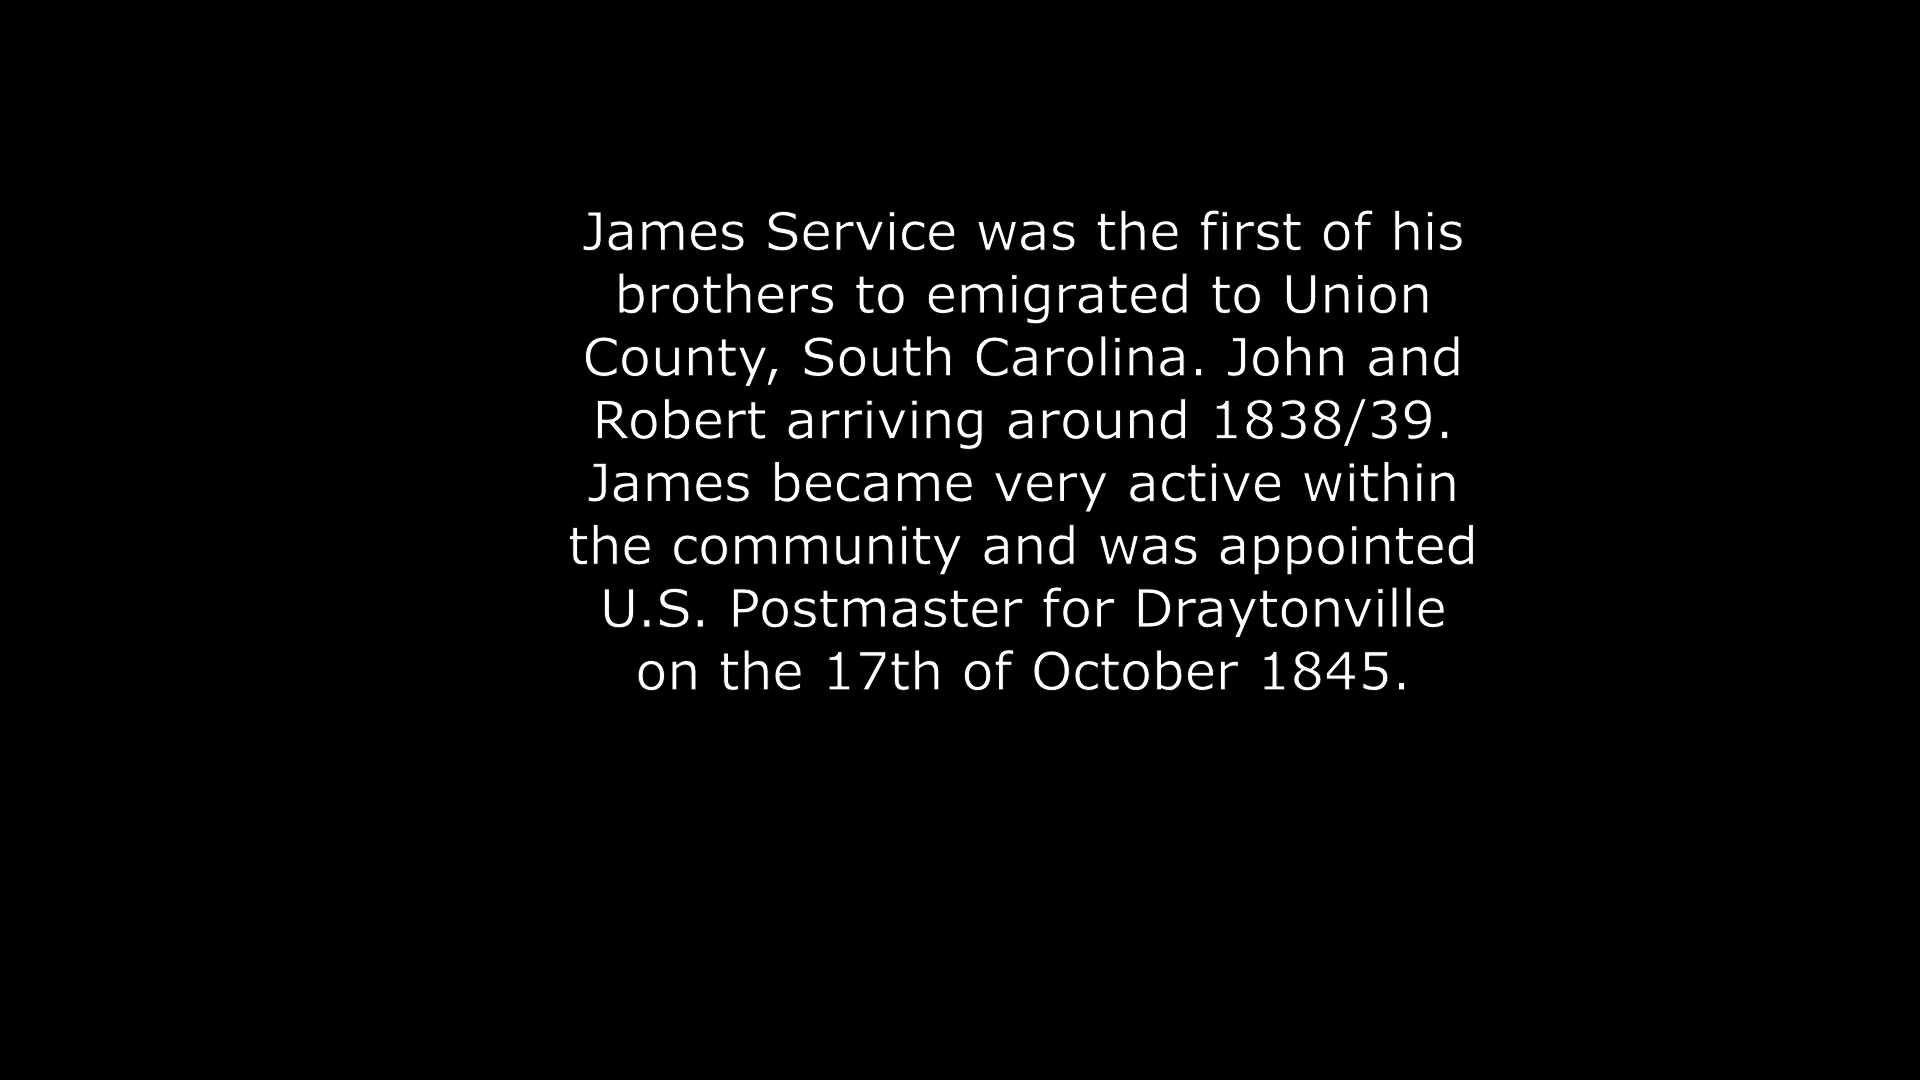 James Service was the first of his
brothers to emigrated to Union
County, South Carolina. John and
Robert arriving around 1838/39.
James became very active within
the community and was appointed
U.S. Postmaster for Draytonville
on the 17th of October 1845.